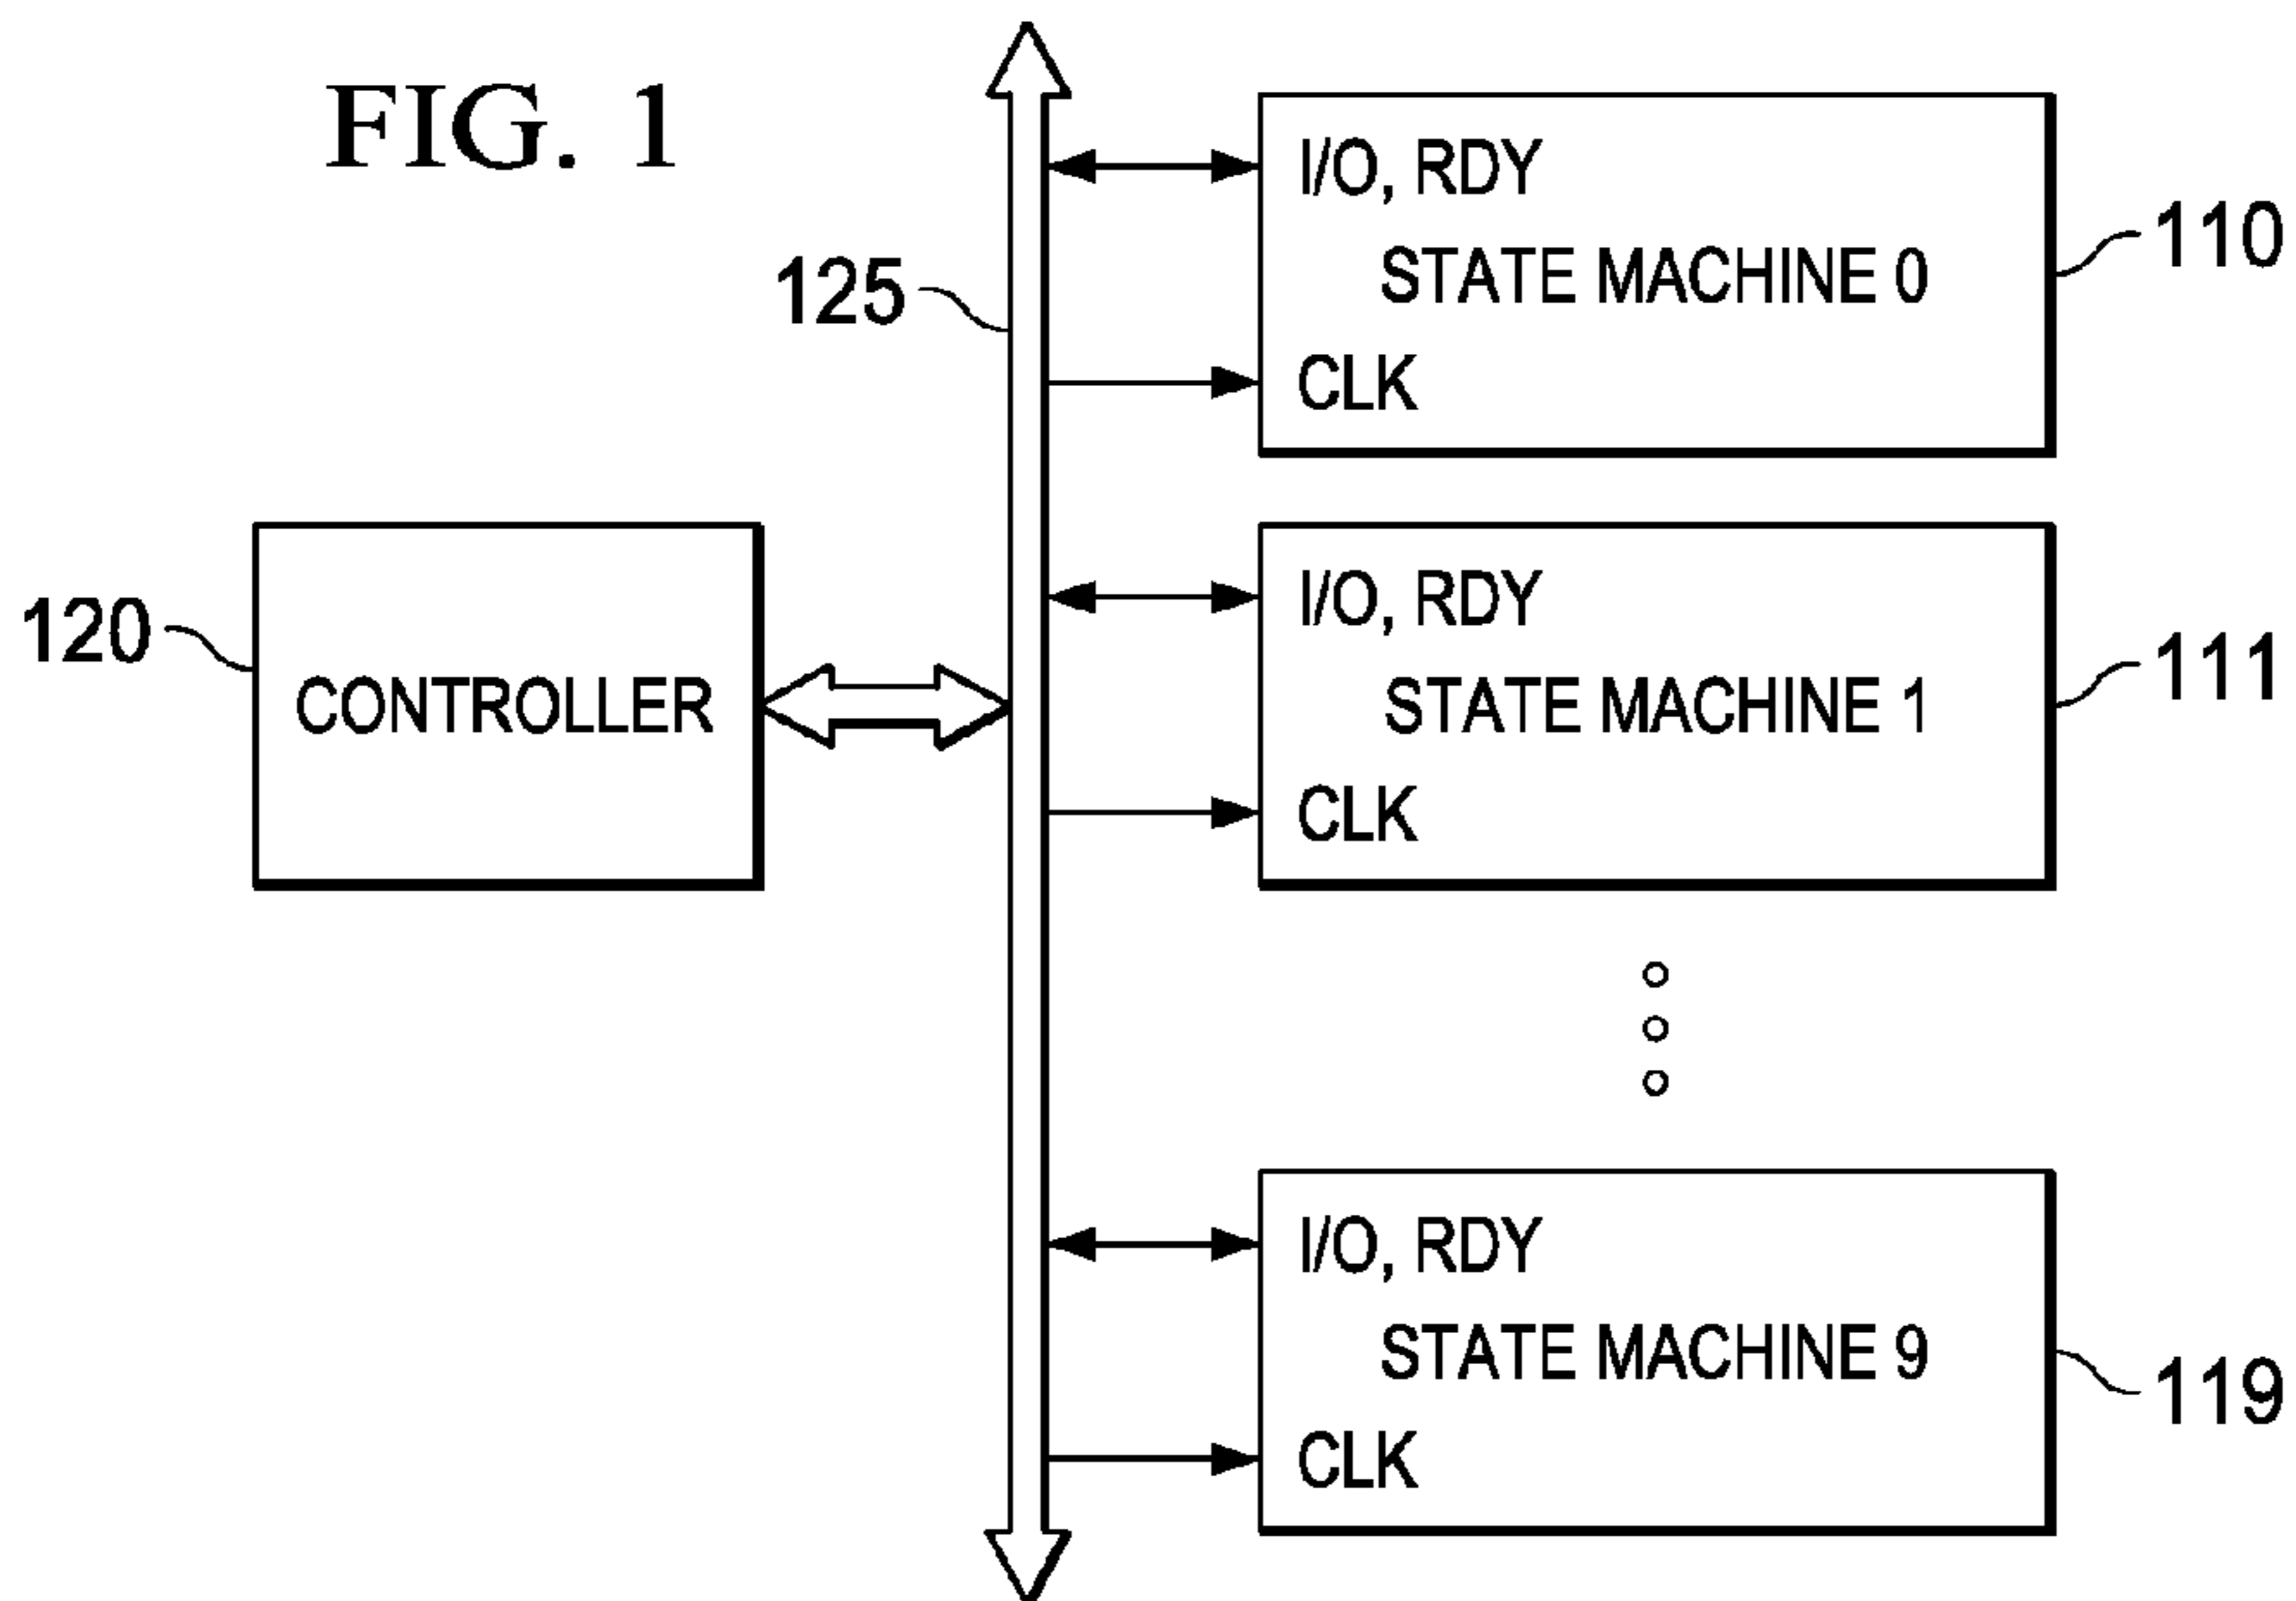 FIG. 1
125
I/O, RDY
STATE MACHINE 0
CLK
110
120
CONTROLLER
I/O, RDY
STATE MACHINE 1
CLK
111
I/O, RDY
STATE MACHINE 9
CLK
119